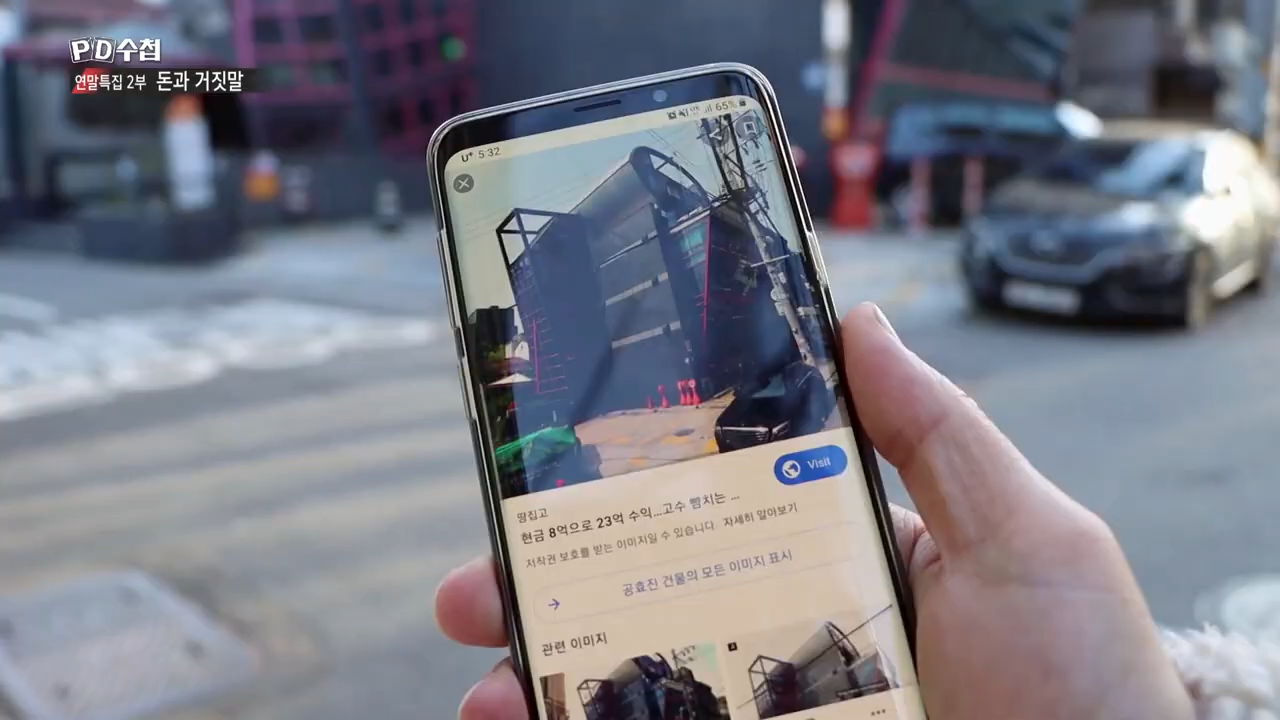 PD수첩
연말특집 2부 돈과 거짓말
U+ 5:32
65%
Visit
땅집고
현금 8억으로 23억 수익...고수 뺨치는 ...
저작권 보호를 받는 이미지일 수 있습니다. 자세히 알아보기
공효진 건물의 모든 이미지 표시
관련 이미지